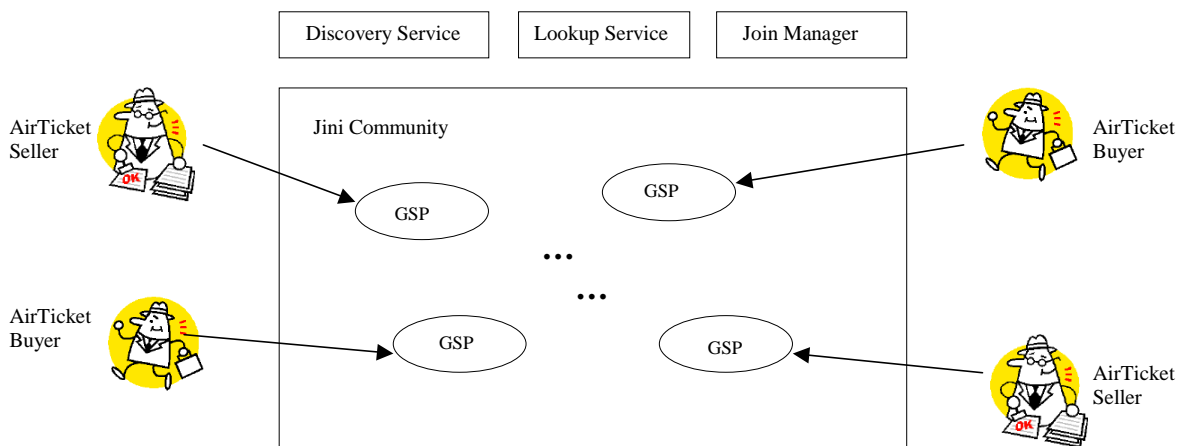 Discovery Service
Lookup Service
Join Manager
Jini Community
AirTicket
Seller
OK
GSP
GSP
AirTicket
Buyer
...
...
AirTicket
Buyer
GSP
GSP
AirTicket
Seller
OK